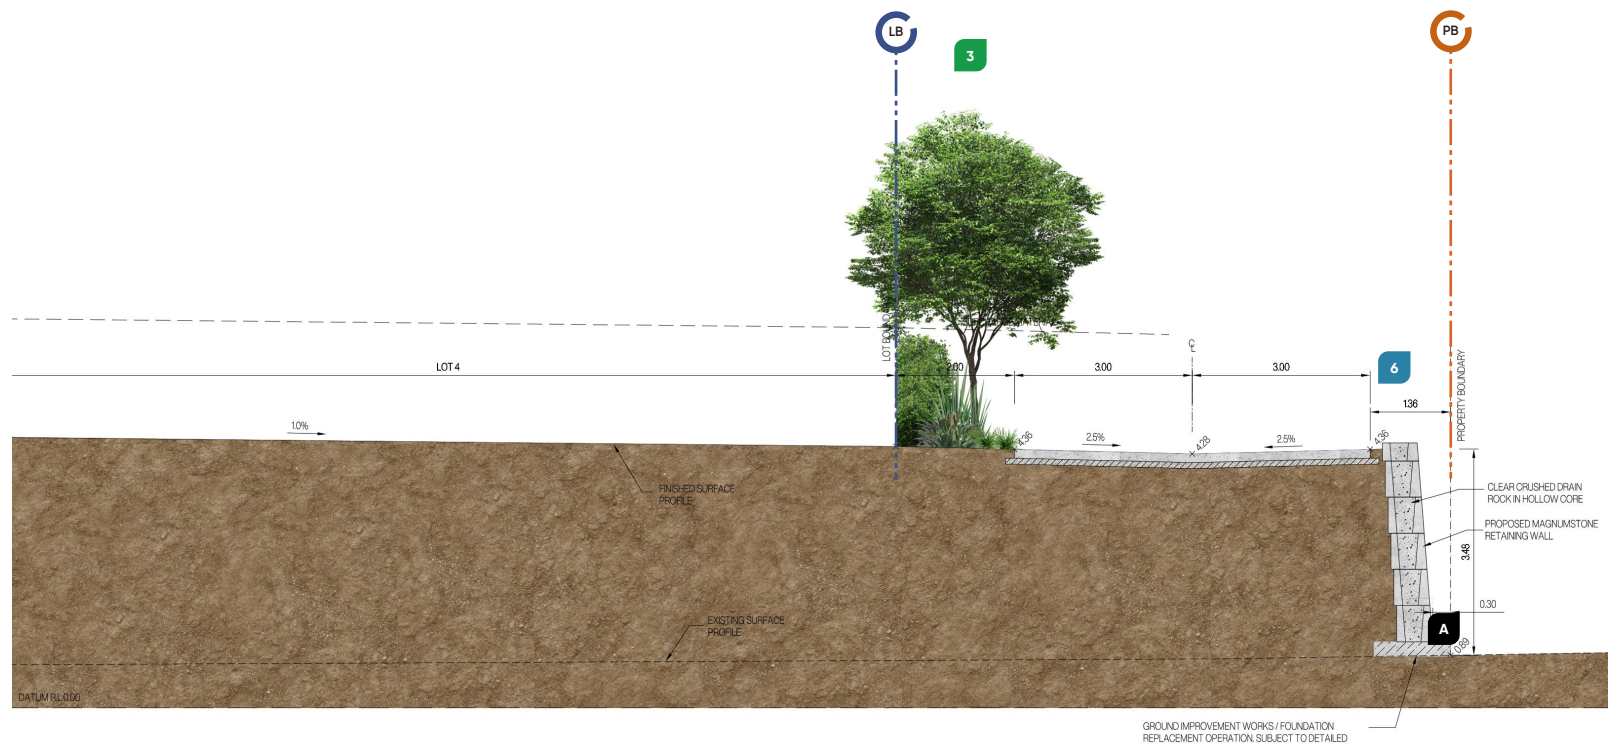 LB
3
PB
LOT BOUND
C
L
PROPERTY BOUNDARY
LOT 4
2.00
3.00
3.00
6
1.36
1.0%
4.36
2.5%
4.28
2.5%
4.36
FINISHED SURFACE
PROFILE
CLEAR CRUSHED DRAIN
ROCK IN HOLLOW CORE
PROPOSED MAGNUMSTONE
RETAINING WALL
3.48
0.30
A
0.89
EXISTING SURFACE
PROFILE
DATUM R.L.0.00
GROUND IMPROVEMENT WORKS / FOUNDATION
REPLACEMENT OPERATION. SUBJECT TO DETAILED